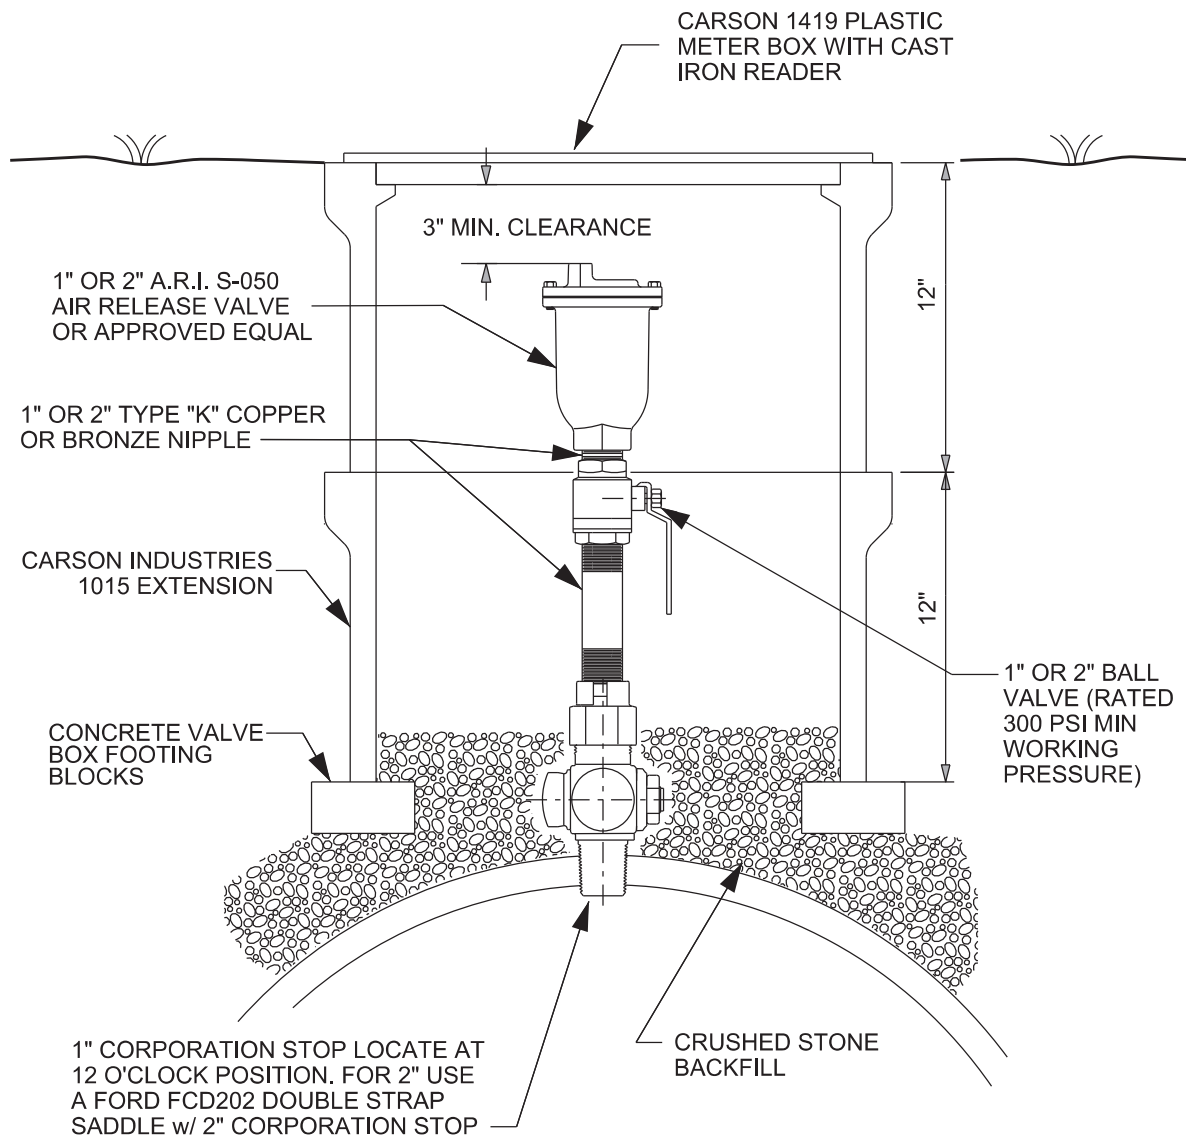 CARSON 1419 PLASTIC
METER BOX WITH CAST
IRON READER
3" MIN. CLEARANCE
1" OR 2" A.R.I. S-050
AIR RELEASE VALVE
OR APPROVED EQUAL
12"
1" OR 2" TYPE "K" COPPER
OR BRONZE NIPPLE
CARSON INDUSTRIES
1015 EXTENSION
12"
1" OR 2" BALL
VALVE (RATED
300 PSI MIN
WORKING
PRESSURE)
CONCRETE VALVE
BOX FOOTING
BLOCKS
1" CORPORATION STOP LOCATE AT
12 O'CLOCK POSITION. FOR 2" USE
A FORD FCD202 DOUBLE STRAP
SADDLE w/ 2" CORPORATION STOP
CRUSHED STONE
BACKFILL